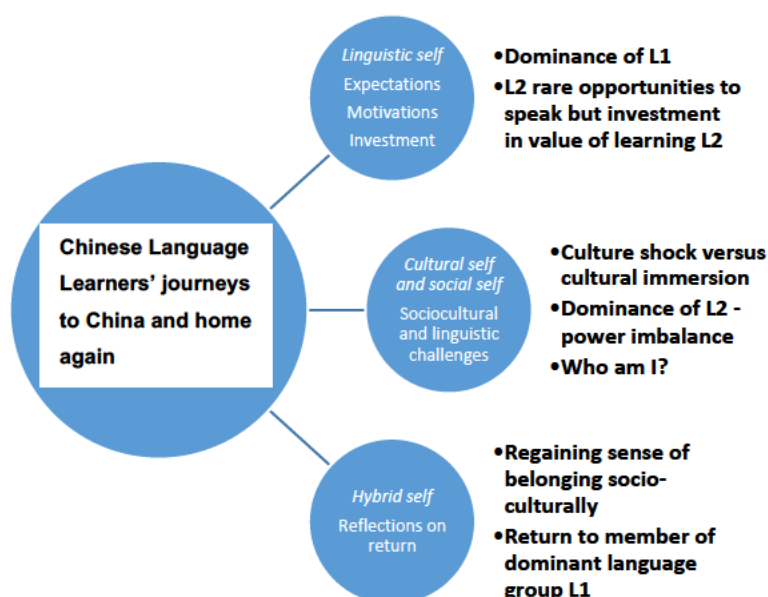 Linguistic self
Expectations
Motivations
Investment
•Dominance of L1
•L2 rare opportunities to
speak but investment
in value of learning L2
Chinese Language
Learners’ journeys
to China and home
again
Cultural self
and social self
Sociocultural
and linguistic
challenges
•Culture shock versus
cultural immersion
•Dominance of L2 -
power imbalance
•Who am I?
Hybrid self
Reflections on
return
•Regaining sense of
belonging socio-
culturally
•Return to member of
dominant language
group L1